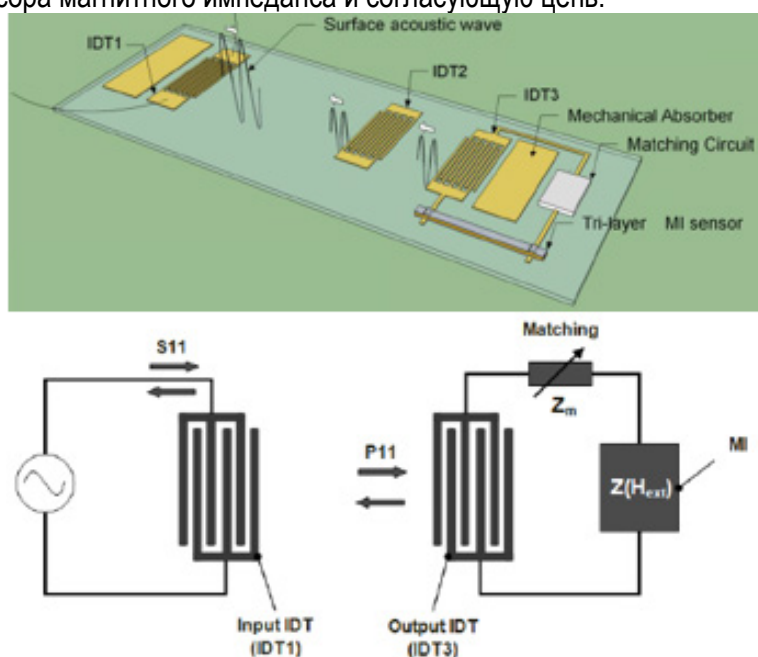 сора магнитного импеданса и согласующую цепь.
Surface acoustic wave
IDT1
IDT2
IDT3
Mechanical Absorber
Matching Circuit
Tri-layer MI sensor
Matching
S11
Zm
P11
MI
Z(Hext)
Input IDT
(IDT1)
Output IDT
(IDT3)